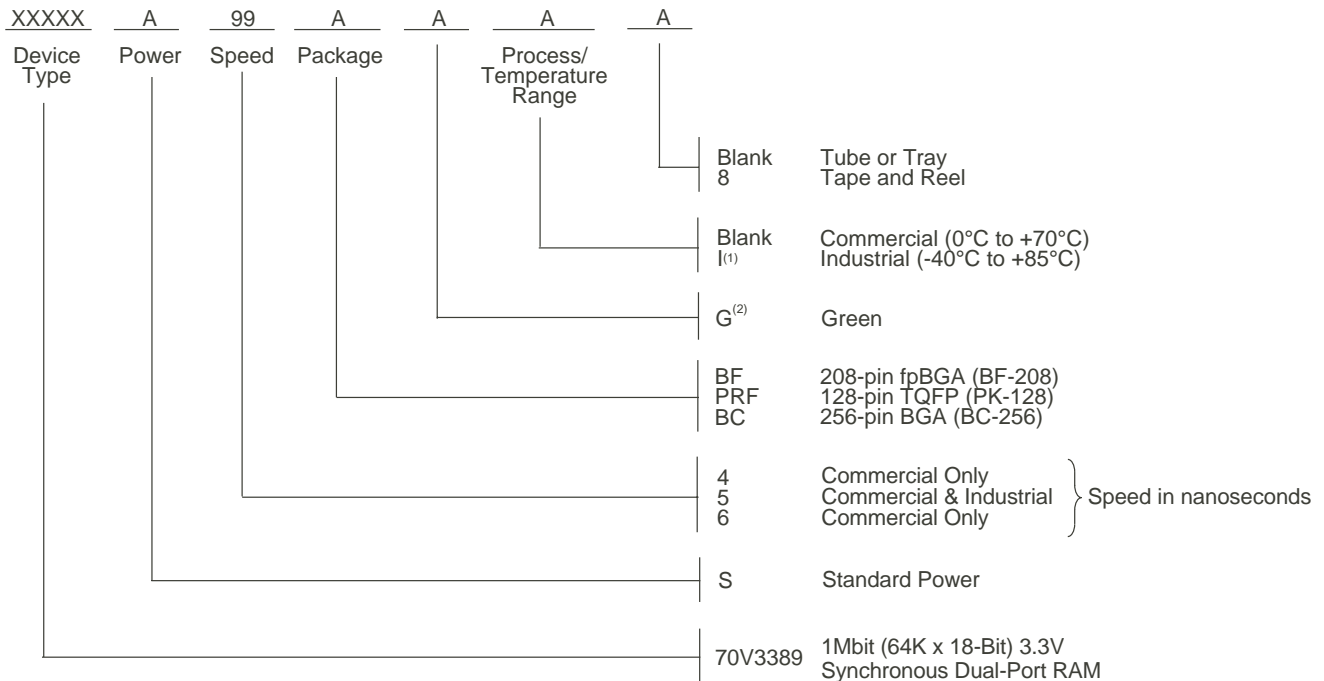 XXXXX A 99 A A A A
Device Type Power Speed Package Process/ Temperature Range
Blank Tube or Tray
8 Tape and Reel
Blank Commercial (0°C to +70°C)
I(1) Industrial (-40°C to +85°C)
G(2) Green
BF 208-pin fpBGA (BF-208)
PRF 128-pin TQFP (PK-128)
BC 256-pin BGA (BC-256)
4 Commercial Only
5 Commercial & Industrial Speed in nanoseconds
6 Commercial Only
S Standard Power
70V3389 1Mbit (64K x 18-Bit) 3.3V
Synchronous Dual-Port RAM